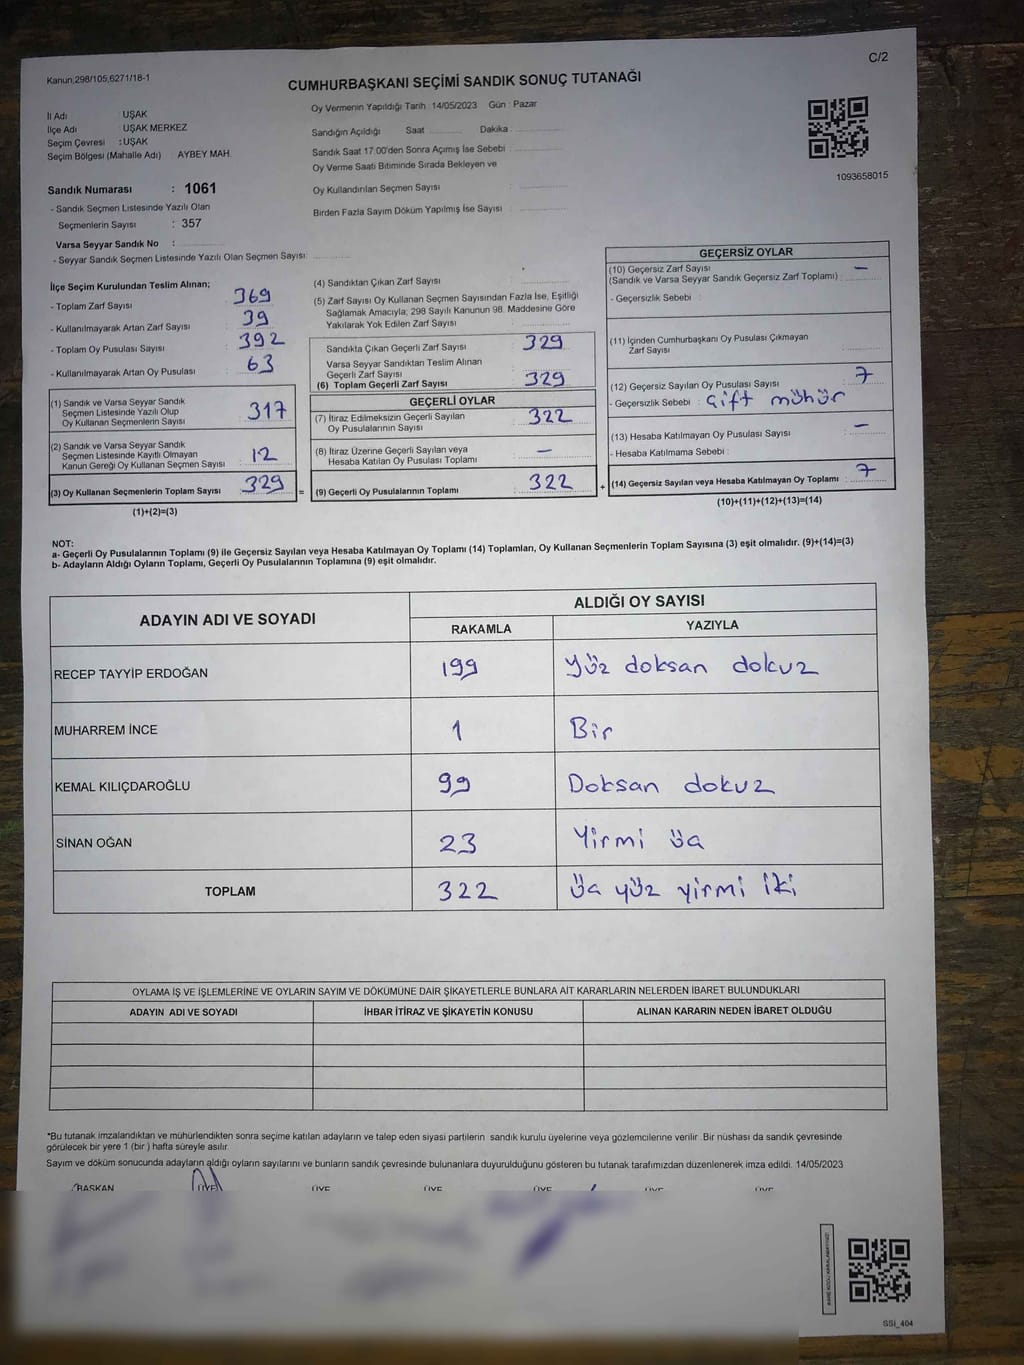 C/2
Kanun;298/105,6271/18-1
CUMHURBAŞKANI SEÇİMİ SANDIK SONUÇ TUTANAĞI
İl Adı : UŞAK
İlçe Adı : UŞAK MERKEZ
Seçim Çevresi : UŞAK
Seçim Bölgesi (Mahalle Adı) : AYBEY MAH.
Sandık Numarası : 1061
- Sandık Seçmen Listesinde Yazılı Olan
Seçmenlerin Sayısı : 357
Varsa Seyyar Sandık No :
- Seyyar Sandık Seçmen Listesinde Yazılı Olan Seçmen Sayısı:
Oy Vermenin Yapıldığı Tarih :14/05/2023 Gün : Pazar
Sandığın Açıldığı Saat Dakika :
Sandık Saat 17:00'den Sonra Açımış İse Sebebi :
Oy Verme Saati Bitiminde Sırada Bekleyen ve
Oy Kullandırılan Seçmen Sayısı :
Birden Fazla Sayım Döküm Yapılmış İse Sayısı :
1093658015
İlçe Seçim Kurulundan Teslim Alınan;
- Toplam Zarf Sayısı : 369
- Kullanılmayarak Artan Zarf Sayısı : 39
- Toplam Oy Pusulası Sayısı : 392
- Kullanılmayarak Artan Oy Pusulası : 63
(1) Sandık ve Varsa Seyyar Sandık
Seçmen Listesinde Yazılı Olup
Oy Kullanan Seçmenlerin Sayısı : 317
(2) Sandık ve Varsa Seyyar Sandık
Seçmen Listesinde Kayıtlı Olmayan
Kanun Gereği Oy Kullanan Seçmen Sayısı : 12
(3) Oy Kullanan Seçmenlerin Toplam Sayısı : 329 =
(1)+(2)=(3)
(4) Sandıktan Çıkan Zarf Sayısı :
(5) Zarf Sayısı Oy Kullanan Seçmen Sayısından Fazla İse, Eşitliği
Sağlamak Amacıyla; 298 Sayılı Kanunun 98. Maddesine Göre
Yakılarak Yok Edilen Zarf Sayısı :
Sandıkta Çıkan Geçerli Zarf Sayısı : 329
Varsa Seyyar Sandıktan Teslim Alınan
Geçerli Zarf Sayısı :
(6) Toplam Geçerli Zarf Sayısı : 329
GEÇERLİ OYLAR
(7) İtiraz Edilmeksizin Geçerli Sayılan
Oy Pusulalarının Sayısı : 322
(8) İtiraz Üzerine Geçerli Sayılan veya
Hesaba Katılan Oy Pusulası Toplamı : –
(9) Geçerli Oy Pusulalarının Toplamı : 322 +
GEÇERSİZ OYLAR
(10) Geçersiz Zarf Sayısı
(Sandık ve Varsa Seyyar Sandık Geçersiz Zarf Toplamı) : –
- Geçersizlik Sebebi :
(11) İçinden Cumhurbaşkanı Oy Pusulası Çıkmayan
Zarf Sayısı :
(12) Geçersiz Sayılan Oy Pusulası Sayısı : 7
- Geçersizlik Sebebi : Çift mühür
(13) Hesaba Katılmayan Oy Pusulası Sayısı : –
- Hesaba Katılmama Sebebi :
(14) Geçersiz Sayılan veya Hesaba Katılmayan Oy Toplamı : 7
(10)+(11)+(12)+(13)=(14)
NOT:
a- Geçerli Oy Pusulalarının Toplamı (9) ile Geçersiz Sayılan veya Hesaba Katılmayan Oy Toplamı (14) Toplamları, Oy Kullanan Seçmenlerin Toplam Sayısına (3) eşit olmalıdır. (9)+(14)=(3)
b- Adayların Aldığı Oyların Toplamı, Geçerli Oy Pusulalarının Toplamına (9) eşit olmalıdır.
ADAYIN ADI VE SOYADI
ALDIĞI OY SAYISI
RAKAMLA YAZIYLA
RECEP TAYYİP ERDOĞAN 199 Yüz doksan dokuz
MUHARREM İNCE 1 Bir
KEMAL KILIÇDAROĞLU 99 Doksan dokuz
SİNAN OĞAN 23 Yirmi üç
TOPLAM 322 Üç yüz yirmi iki
OYLAMA İŞ VE İŞLEMLERİNE VE OYLARIN SAYIM VE DÖKÜMÜNE DAİR ŞİKAYETLERLE BUNLARA AİT KARARLARIN NELERDEN İBARET BULUNDUKLARI
ADAYIN ADI VE SOYADI İHBAR İTİRAZ VE ŞİKAYETİN KONUSU ALINAN KARARIN NEDEN İBARET OLDUĞU
*Bu tutanak imzalandıktan ve mühürlendikten sonra seçime katılan adayların ve talep eden siyasi partilerin sandık kurulu üyelerine veya gözlemcilerine verilir. Bir nüshası da sandık çevresinde
görülecek bir yere 1 (bir) hafta süreyle asılır.
Sayım ve döküm sonucunda adayların aldığı oyların sayılarını ve bunların sandık çevresinde bulunanlara duyurulduğunu gösteren bu tutanak tarafımızdan düzenlenerek imza edildi. 14/05/2023
BAŞKAN ÜYE ÜYE ÜYE ÜYE ÜYE ÜYE
KARE KODU KARALAMAYINIZ!
SSI_404